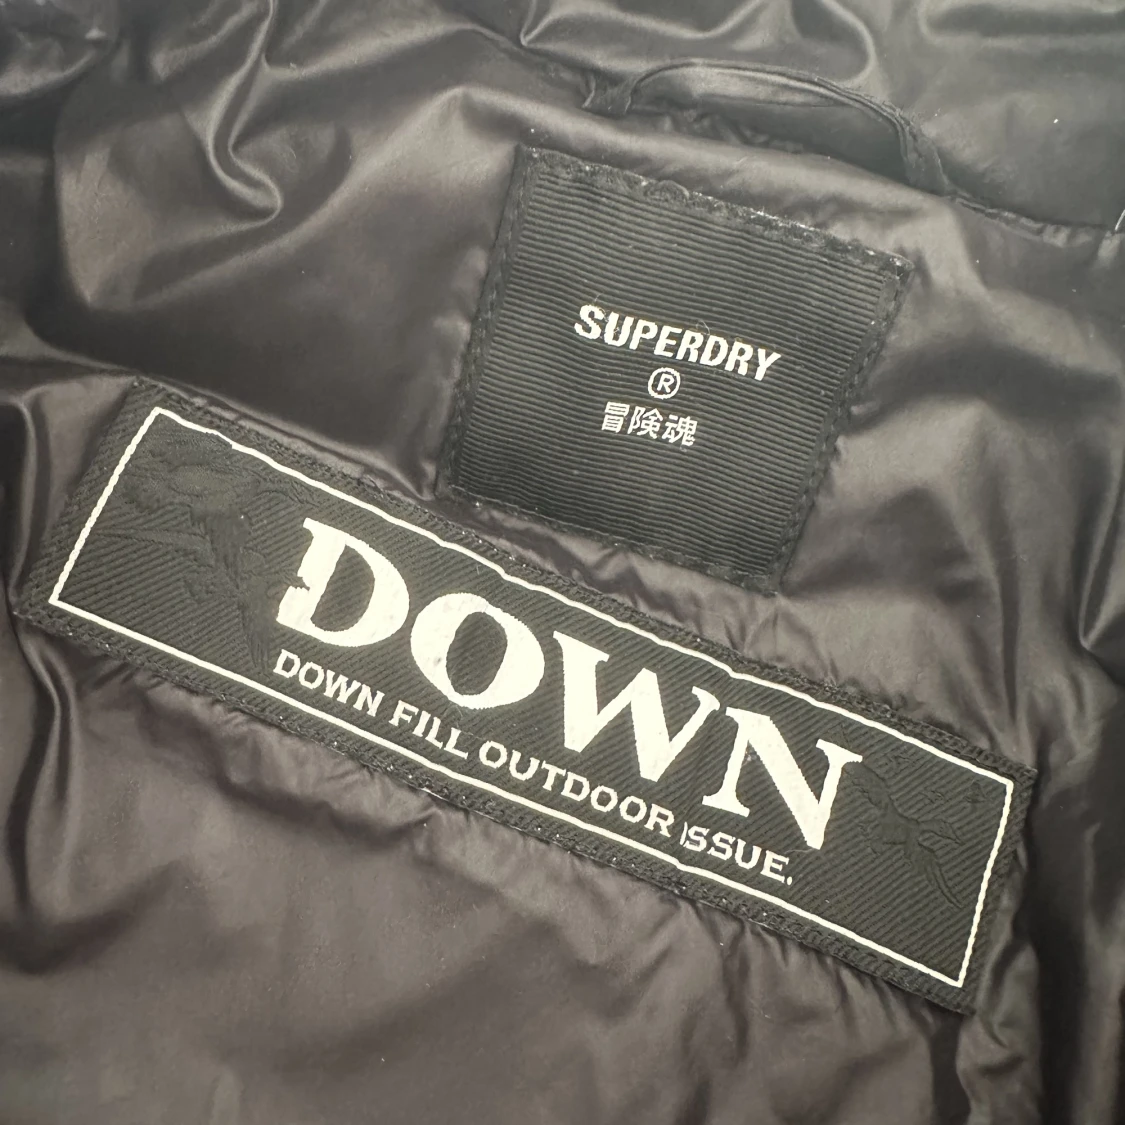 SUPERDRY
®
冒険魂
DOWN
DOWN FILL OUTDOOR ISSUE.